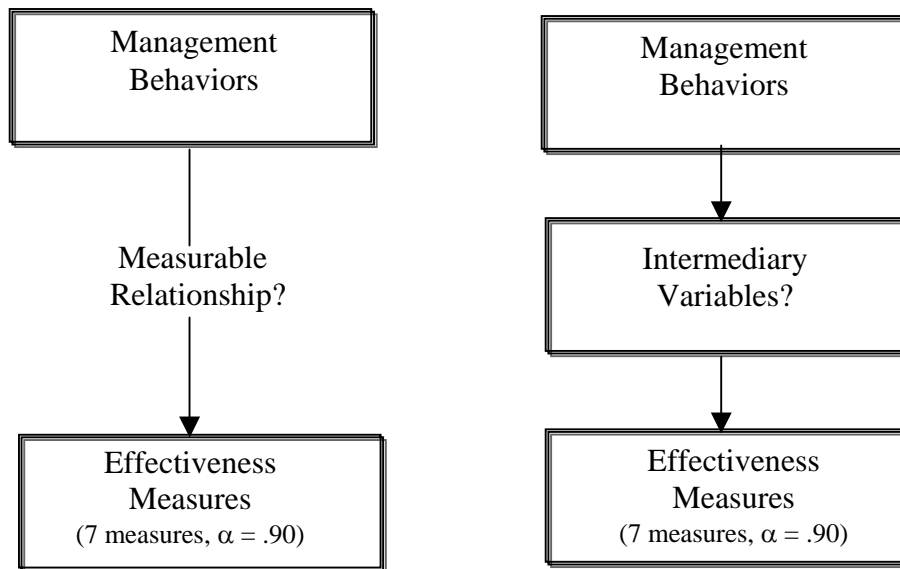 Management
Behaviors
Measurable
Relationship?
Effectiveness
Measures
(7 measures, α = .90)
Management
Behaviors
Intermediary
Variables?
Effectiveness
Measures
(7 measures, α = .90)